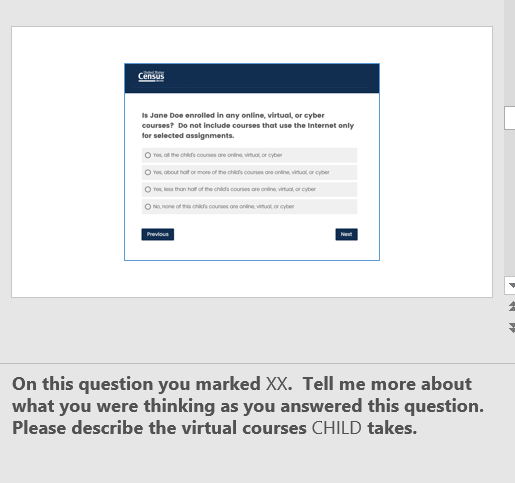 United States
Census
Bureau
Is Jane Doe enrolled in any online, virtual, or cyber
courses? Do not include courses that use the Internet only
for selected assignments.
Yes, all the child's courses are online, virtual, or cyber
Yes, about half or more of the child's courses are online, virtual, or cyber
Yes, less than half of the child's courses are online, virtual, or cyber
No, none of this child's courses are online, virtual, or cyber
Previous
Next
On this question you marked XX. Tell me more about
what you were thinking as you answered this question.
Please describe the virtual courses CHILD takes.